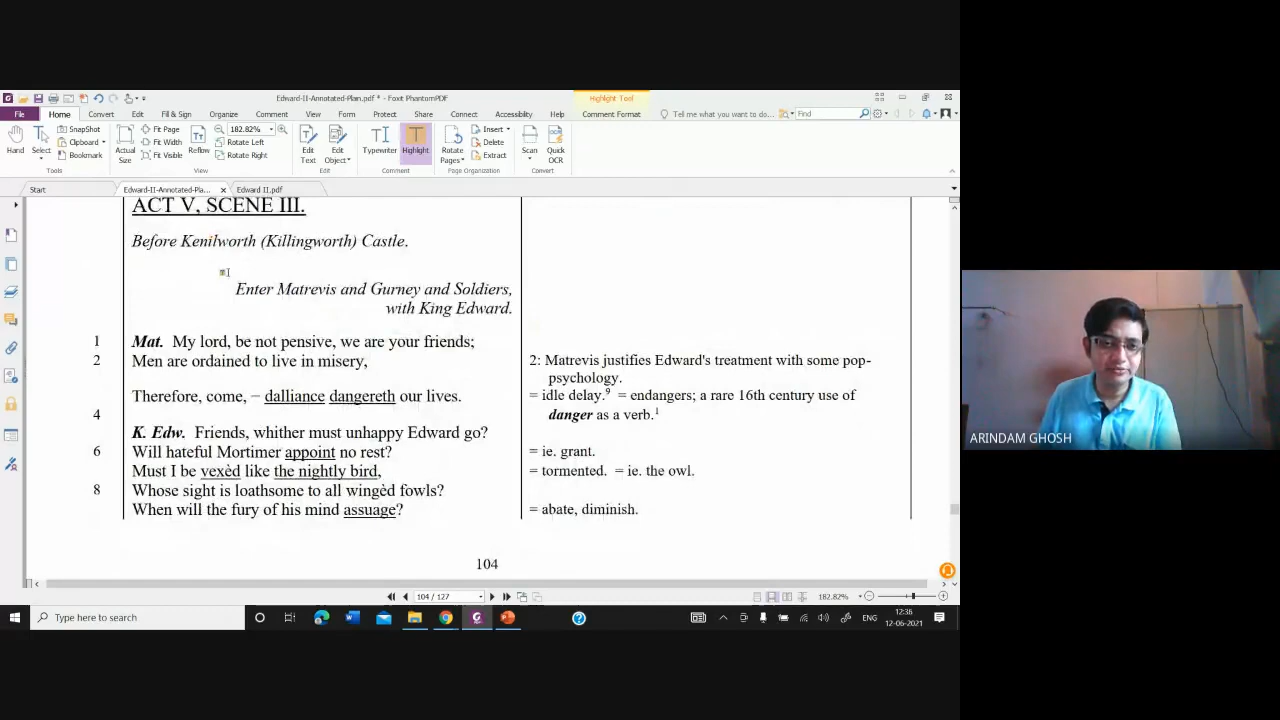 Edward-II-Annotated-Plan.pdf * - Foxit PhantomPDF
Highlight Tool
File Home Convert Edit Fill & Sign Organize Comment View Form Protect Share Connect Accessibility Help Comment Format Tell me what you want to do... Find
Hand
Select
SnapShot
Clipboard
Bookmark
Tools
Actual Size
Fit Page
Fit Width
Fit Visible
Reflow
182.82%
Rotate Left
Rotate Right
View
Edit Text
Edit Object
Edit
Typewriter
Highlight
Comment
Rotate Pages
Insert
Delete
Extract
Page Organization
Scan
Quick OCR
Convert
Start
Edward-II-Annotated-Pla...
Edward II.pdf
ACT V, SCENE III.
Before Kenilworth (Killingworth) Castle.
Enter Matrevis and Gurney and Soldiers,
with King Edward.
1 Mat. My lord, be not pensive, we are your friends;
2 Men are ordained to live in misery, 2: Matrevis justifies Edward's treatment with some pop-
psychology.
Therefore, come, − dalliance dangereth our lives. = idle delay.9 = endangers; a rare 16th century use of
4 danger as a verb.1
K. Edw. Friends, whither must unhappy Edward go?
6 Will hateful Mortimer appoint no rest? = ie. grant.
Must I be vexèd like the nightly bird, = tormented. = ie. the owl.
8 Whose sight is loathsome to all wingèd fowls?
When will the fury of his mind assuage? = abate, diminish.
104
104 / 127
182.82%
Type here to search
ENG
12:36
12-06-2021
ARINDAM GHOSH